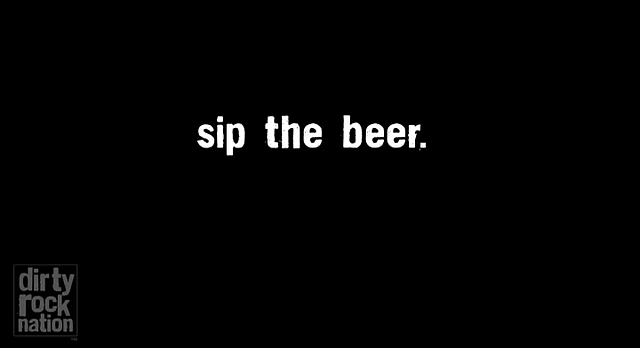 sip the beer.
dirty
rock
nation